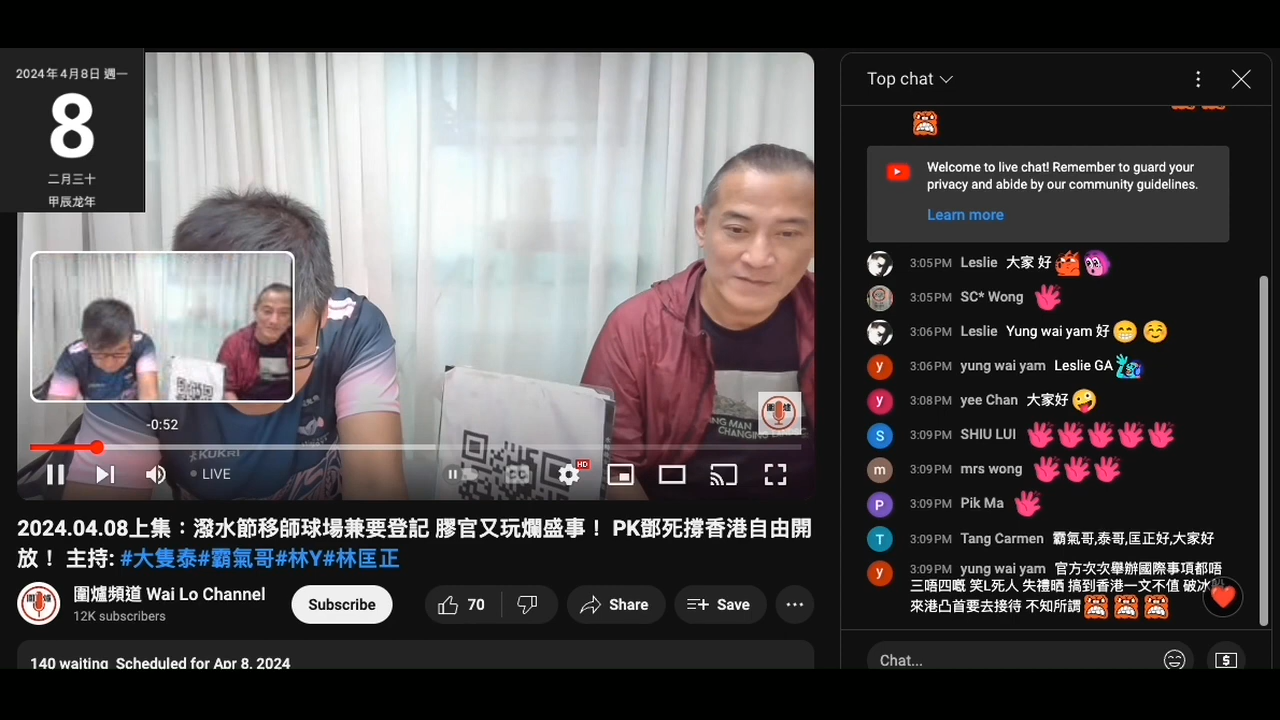 2024年4月8日 週一
8
二月三十
甲辰龙年
KUKRI
CHANGING
-0:52
LIVE
HD
2024.04.08上集：潑水節移師球場兼要登記 膠官又玩爛盛事！ PK鄧死撐香港自由開
放！ 主持: #大隻泰#霸氣哥#林Y#林匡正
圍爐頻道 Wai Lo Channel
12K subscribers
Subscribe
70
Share
Save
140 waiting Scheduled for Apr 8, 2024
Top chat
Welcome to live chat! Remember to guard your
privacy and abide by our community guidelines.
Learn more
3:05PM Leslie 大家 好
3:05PM SC* Wong
3:06PM Leslie Yung wai yam 好
y 3:06PM yung wai yam Leslie GA
y 3:08PM yee Chan 大家好
S 3:09PM SHIU LUI
m 3:09PM mrs wong
P 3:09PM Pik Ma
T 3:09PM Tang Carmen 霸氣哥,泰哥,匡正好,大家好
y 3:09PM yung wai yam 官方次次舉辦國際事項都唔
三唔四嘅 笑L死人 失禮晒 搞到香港一文不值 破冰
來港凸首要去接待 不知所謂
Chat...